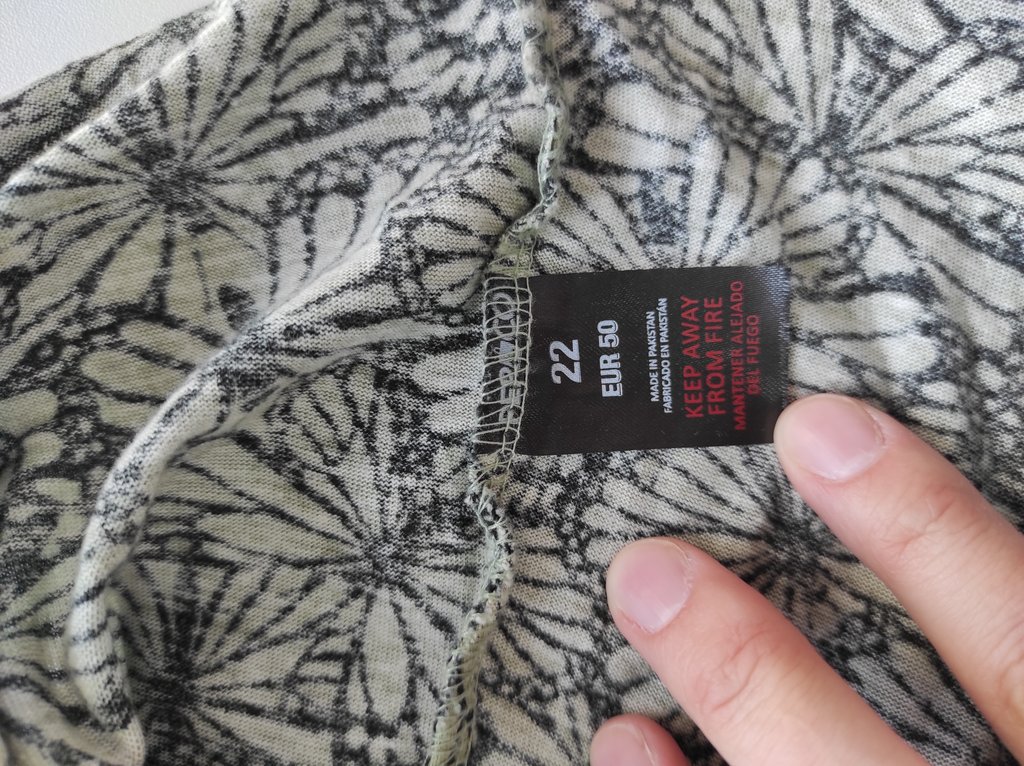 22
EUR 50
MADE IN PAKISTAN
FABRICADO EN PAKISTÁN
KEEP AWAY
FROM FIRE
MANTENER ALEJADO
DEL FUEGO